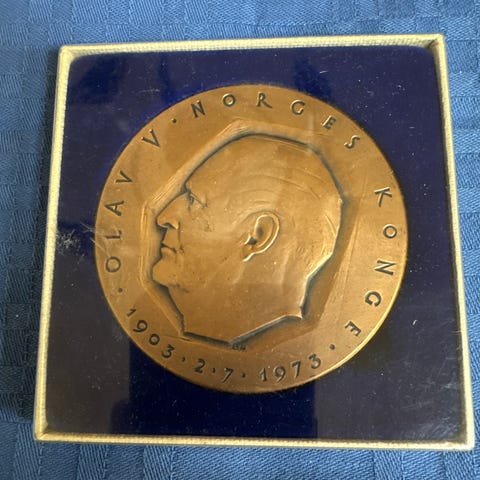 · OLAV V · NORGES KONGE ·
1903 · 2 · 7 · 1973